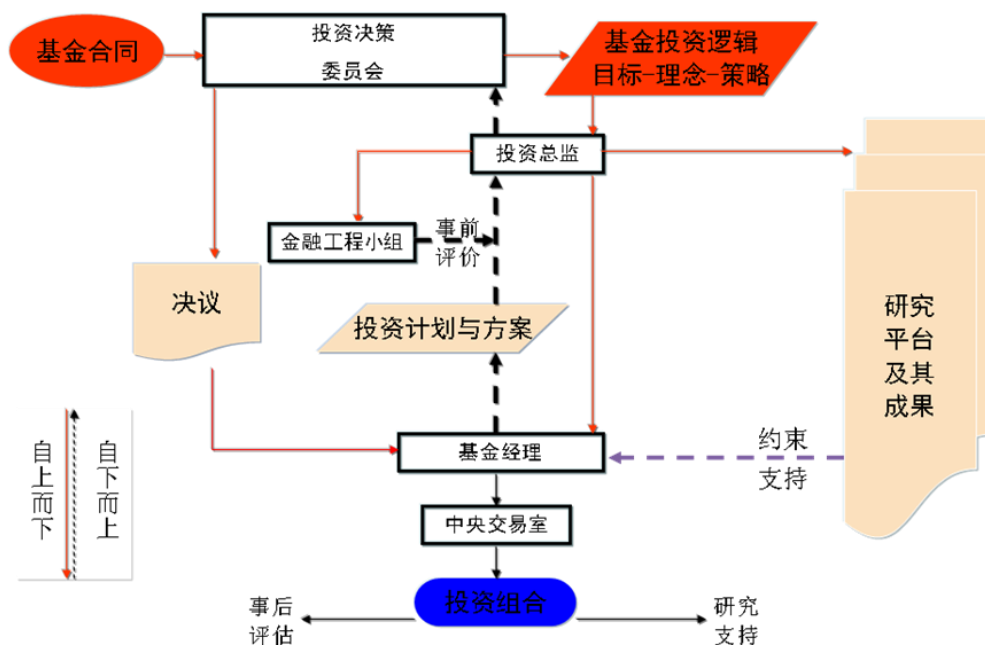 基金合同
投资决策
委员会
基金投资逻辑
目标-理念-策略
投资总监
金融工程小组
事前
评价
决议
投资计划与方案
研究
平台
及其
成果
基金经理
约束
支持
自上而下
自下而上
中央交易室
投资组合
事后
评估
研究
支持